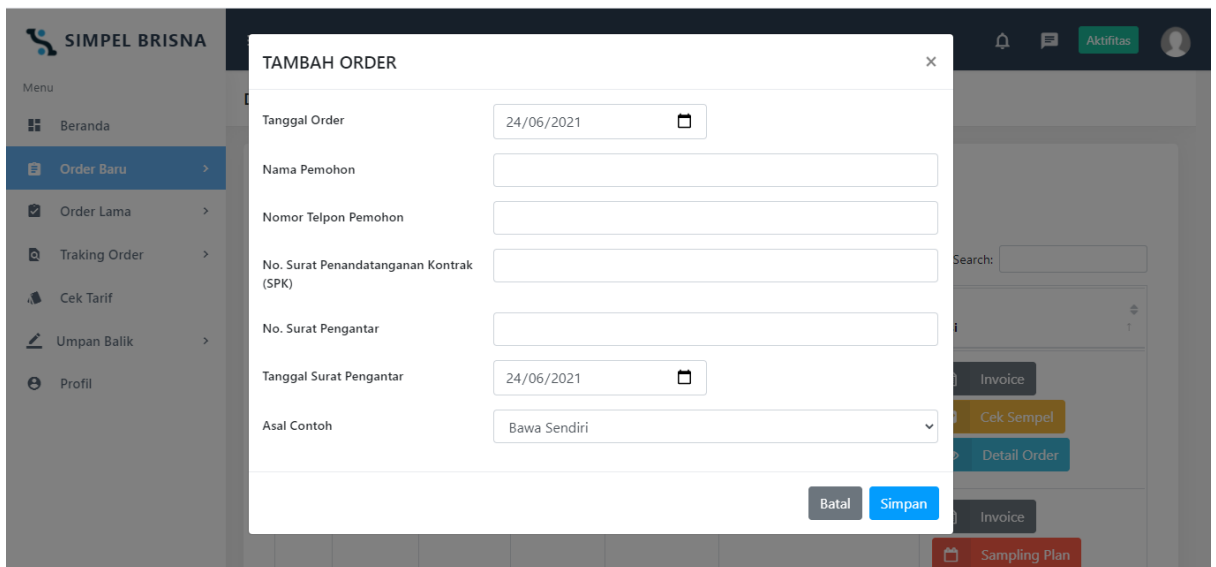 SIMPEL BRISNA
Aktifitas
Menu
Beranda
Order Baru
Order Lama
Traking Order
Cek Tarif
Umpan Balik
Profil
TAMBAH ORDER
×
Tanggal Order
24/06/2021
Nama Pemohon
Nomor Telpon Pemohon
No. Surat Penandatanganan Kontrak
(SPK)
No. Surat Pengantar
Tanggal Surat Pengantar
24/06/2021
Asal Contoh
Bawa Sendiri
Batal
Simpan
Search:
Invoice
Cek Sempel
Detail Order
Invoice
Sampling Plan